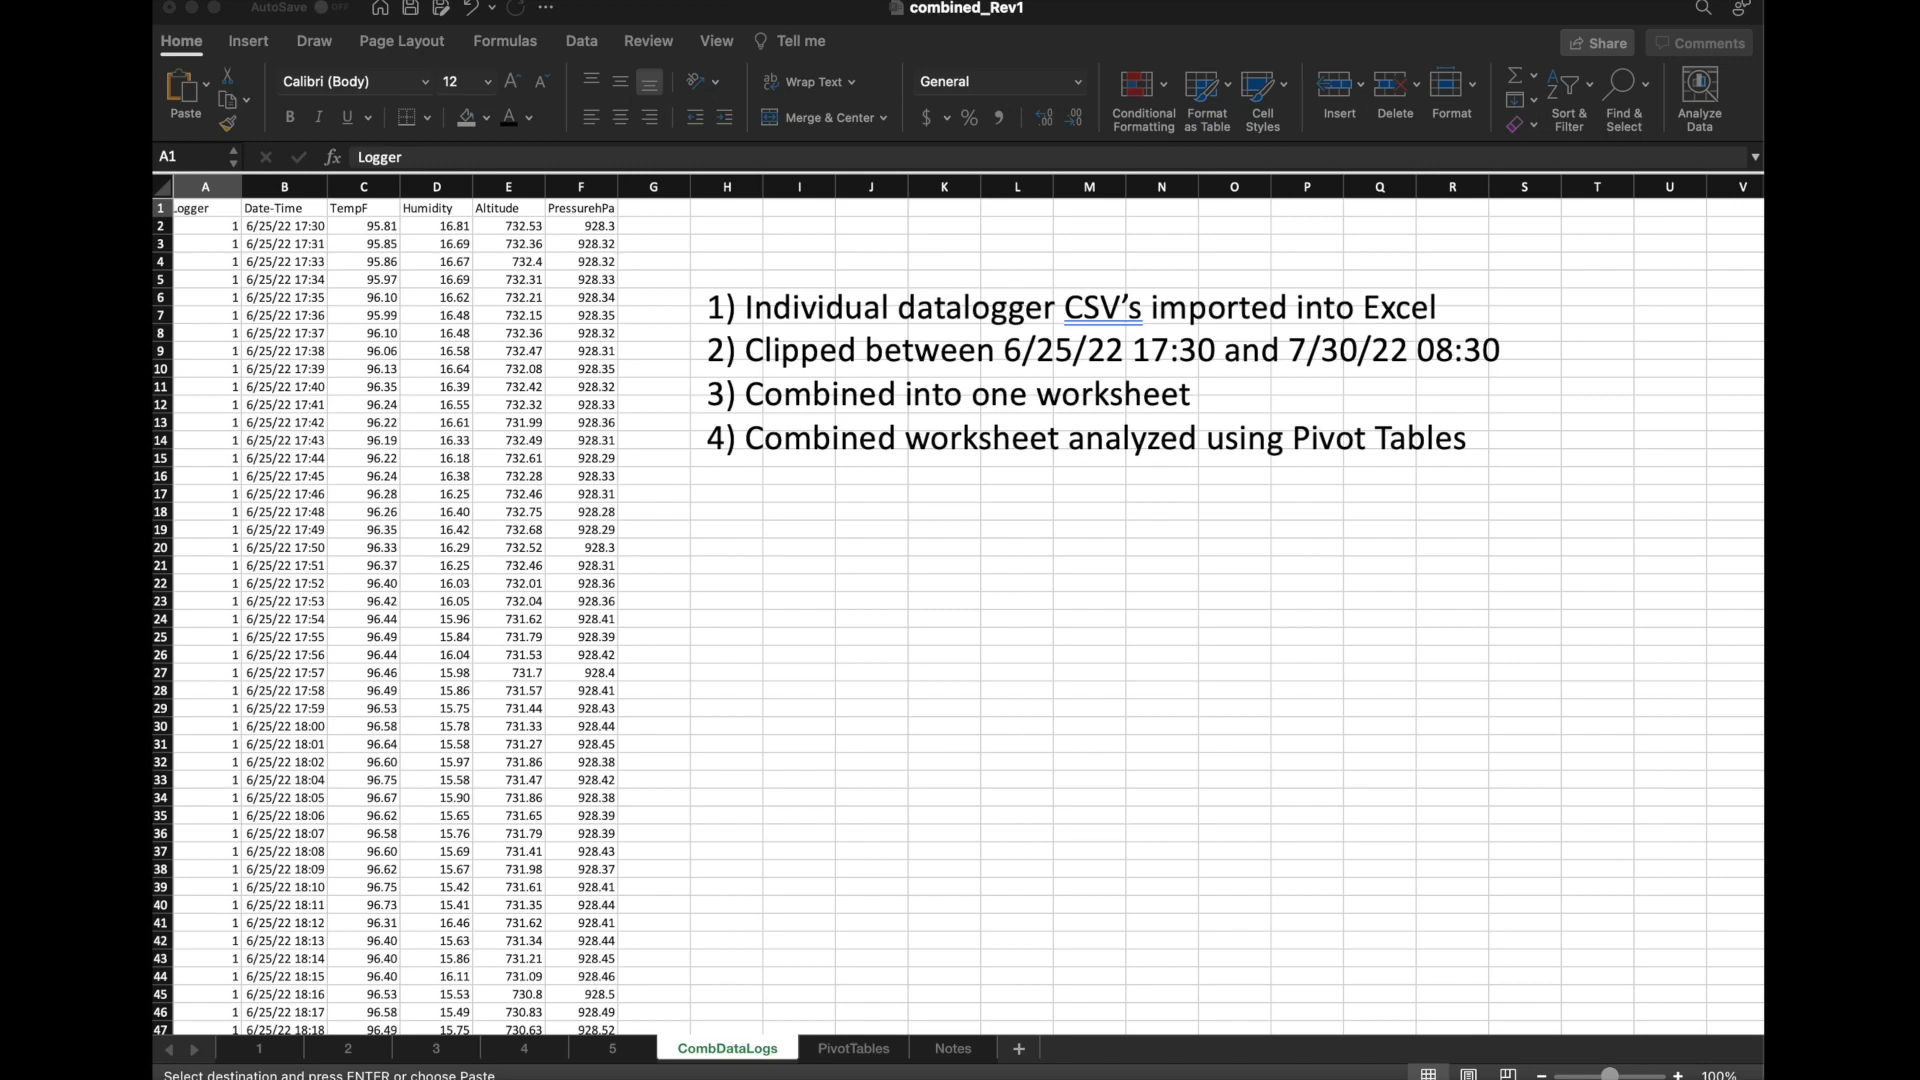 AutoSave OFF
combined_Rev1
Home Insert Draw Page Layout Formulas Data Review View Tell me Share Comments
Paste Calibri (Body) 12 Wrap Text General
B I U A Merge & Center $ % Conditional Formatting Format as Table Cell Styles Insert Delete Format Sort & Filter Find & Select Analyze Data
A1 fx Logger
A B C D E F G H I J K L M N O P Q R S T U V
1 Logger Date-Time TempF Humidity Altitude PressurehPa
2 1 6/25/22 17:30 95.81 16.81 732.53 928.3
3 1 6/25/22 17:31 95.85 16.69 732.36 928.32
4 1 6/25/22 17:33 95.86 16.67 732.4 928.32
5 1 6/25/22 17:34 95.97 16.69 732.31 928.33
6 1 6/25/22 17:35 96.10 16.62 732.21 928.34
7 1 6/25/22 17:36 95.99 16.48 732.15 928.35
8 1 6/25/22 17:37 96.10 16.48 732.36 928.32
9 1 6/25/22 17:38 96.06 16.58 732.47 928.31
10 1 6/25/22 17:39 96.13 16.64 732.08 928.35
11 1 6/25/22 17:40 96.35 16.39 732.42 928.32
12 1 6/25/22 17:41 96.24 16.55 732.32 928.33
13 1 6/25/22 17:42 96.22 16.61 731.99 928.36
14 1 6/25/22 17:43 96.19 16.33 732.49 928.31
15 1 6/25/22 17:44 96.22 16.18 732.61 928.29
16 1 6/25/22 17:45 96.24 16.38 732.28 928.33
17 1 6/25/22 17:46 96.28 16.25 732.46 928.31
18 1 6/25/22 17:48 96.26 16.40 732.75 928.28
19 1 6/25/22 17:49 96.35 16.42 732.68 928.29
20 1 6/25/22 17:50 96.33 16.29 732.52 928.3
21 1 6/25/22 17:51 96.37 16.25 732.46 928.31
22 1 6/25/22 17:52 96.40 16.03 732.01 928.36
23 1 6/25/22 17:53 96.42 16.05 732.04 928.36
24 1 6/25/22 17:54 96.44 15.96 731.62 928.41
25 1 6/25/22 17:55 96.49 15.84 731.79 928.39
26 1 6/25/22 17:56 96.44 16.04 731.53 928.42
27 1 6/25/22 17:57 96.46 15.98 731.7 928.4
28 1 6/25/22 17:58 96.49 15.86 731.57 928.41
29 1 6/25/22 17:59 96.53 15.75 731.44 928.43
30 1 6/25/22 18:00 96.58 15.78 731.33 928.44
31 1 6/25/22 18:01 96.64 15.58 731.27 928.45
32 1 6/25/22 18:02 96.60 15.97 731.86 928.38
33 1 6/25/22 18:04 96.75 15.58 731.47 928.42
34 1 6/25/22 18:05 96.67 15.90 731.86 928.38
35 1 6/25/22 18:06 96.62 15.65 731.65 928.39
36 1 6/25/22 18:07 96.58 15.76 731.79 928.39
37 1 6/25/22 18:08 96.60 15.69 731.41 928.43
38 1 6/25/22 18:09 96.62 15.67 731.98 928.37
39 1 6/25/22 18:10 96.75 15.42 731.61 928.41
40 1 6/25/22 18:11 96.73 15.41 731.35 928.44
41 1 6/25/22 18:12 96.31 16.46 731.62 928.41
42 1 6/25/22 18:13 96.40 15.63 731.34 928.44
43 1 6/25/22 18:14 96.40 15.86 731.21 928.45
44 1 6/25/22 18:15 96.40 16.11 731.09 928.46
45 1 6/25/22 18:16 96.53 15.53 730.8 928.5
46 1 6/25/22 18:17 96.58 15.49 730.83 928.49
47 1 6/25/22 18:18 96.49 15.75 730.63 928.52
1) Individual datalogger CSV’s imported into Excel
2) Clipped between 6/25/22 17:30 and 7/30/22 08:30
3) Combined into one worksheet
4) Combined worksheet analyzed using Pivot Tables
1 2 3 4 5 CombDataLogs PivotTables Notes +
Select destination and press ENTER or choose Paste 100%